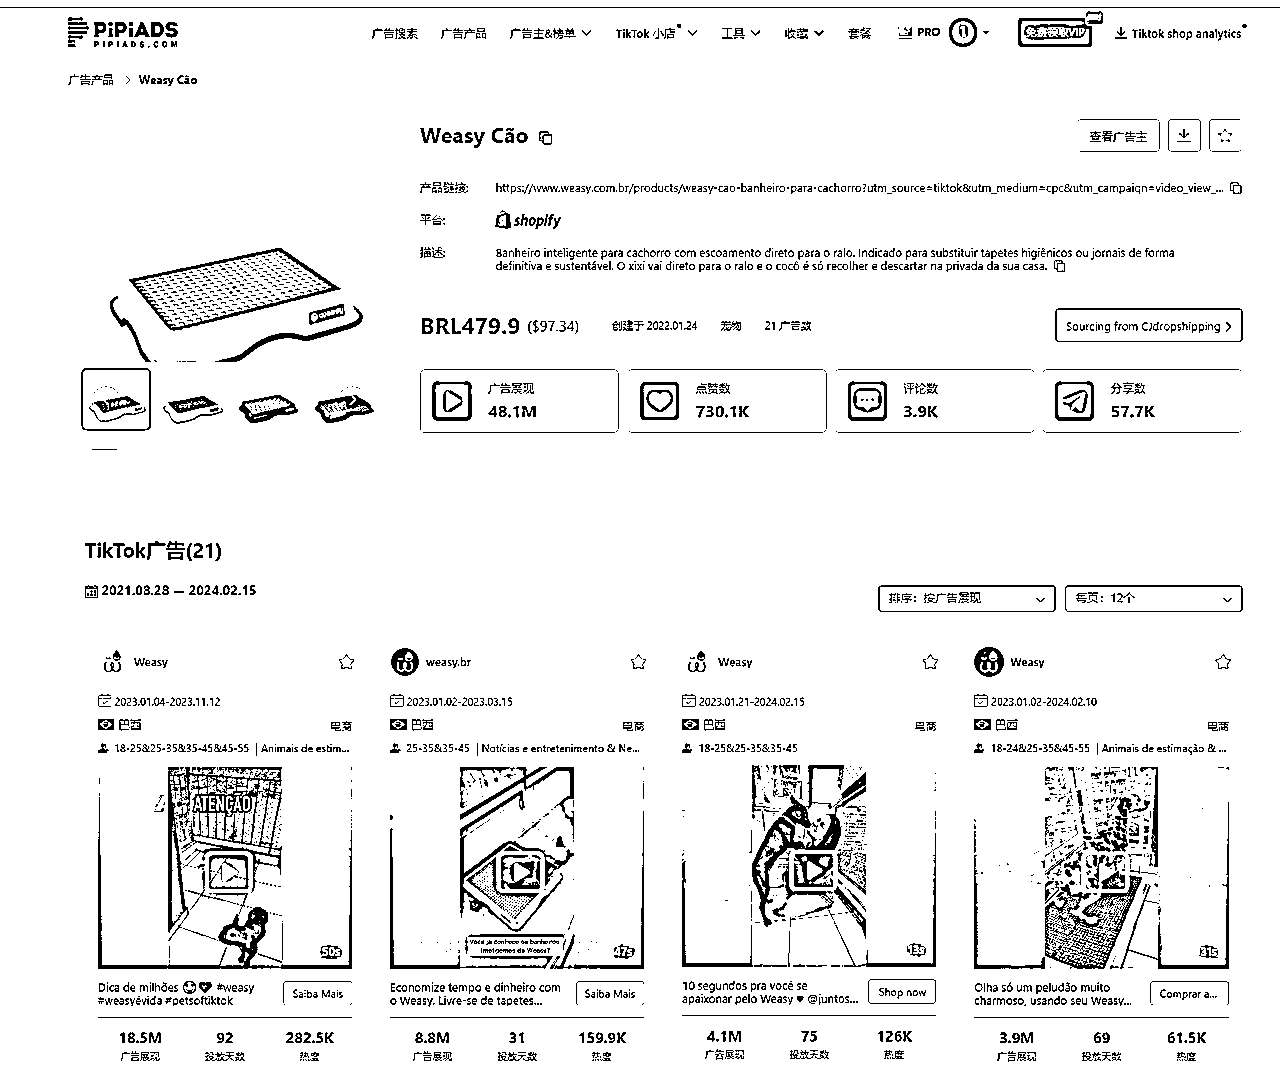 PiPiADS
PIPIADS.COM
广告搜索 广告产品 广告主&榜单 TikTok 小店 工具 收藏 套餐 PRO 免费领取VIP Tiktok shop analytics
广告产品 > Weasy Cão
Weasy Cão
查看广告主
产品链接: https://www.weasy.com.br/products/weasy-cao-banheiro-para-cachorro?utm_source=tiktok&utm_medium=cpc&utm_campaign=video_view_...
平台: shopify
描述: Banheiro inteligente para cachorro com escoamento direto para o ralo. Indicado para substituir tapetes higiênicos ou jornais de forma
definitiva e sustentável. O xixi vai direto para o ralo e o cocô é só recolher e descartar na privada da sua casa.
BRL479.9 ($97.34) 创建于 2022.01.24 宠物 21 广告数
Sourcing from CJdropshipping
广告展现 点赞数 评论数 分享数
48.1M 730.1K 3.9K 57.7K
TikTok广告(21)
2021.08.28 — 2024.02.15
排序：按广告展现 每页：12个
Weasy
2023.01.04-2023.11.12
巴西 电商
18-25&25-35&35-45&45-55 | Animais de estim...
ATENÇÃO!
50s
Dica de milhões #weasy
#weasyévida #petsoftiktok
Saiba Mais
18.5M 92 282.5K
广告展现 投放天数 热度
weasy.br
2023.01.02-2023.03.15
巴西 电商
25-35&35-45 | Notícias e entretenimento & Ne...
Você já conhece os banheiros
inteligentes da Weasy?
47s
Economize tempo e dinheiro com
o Weasy. Livre-se de tapetes...
Saiba Mais
8.8M 31 159.9K
广告展现 投放天数 热度
Weasy
2023.01.21-2024.02.15
巴西 电商
18-25&25-35&35-45
13s
10 segundos pra você se
apaixonar pelo Weasy ♥ @juntos...
Shop now
4.1M 75 126K
广告展现 投放天数 热度
Weasy
2023.01.02-2024.02.10
巴西 电商
18-24&25-35&45-55 | Animais de estimação & ...
31s
Olha só um peludão muito
charmoso, usando seu Weasy...
Comprar a...
3.9M 69 61.5K
广告展现 投放天数 热度